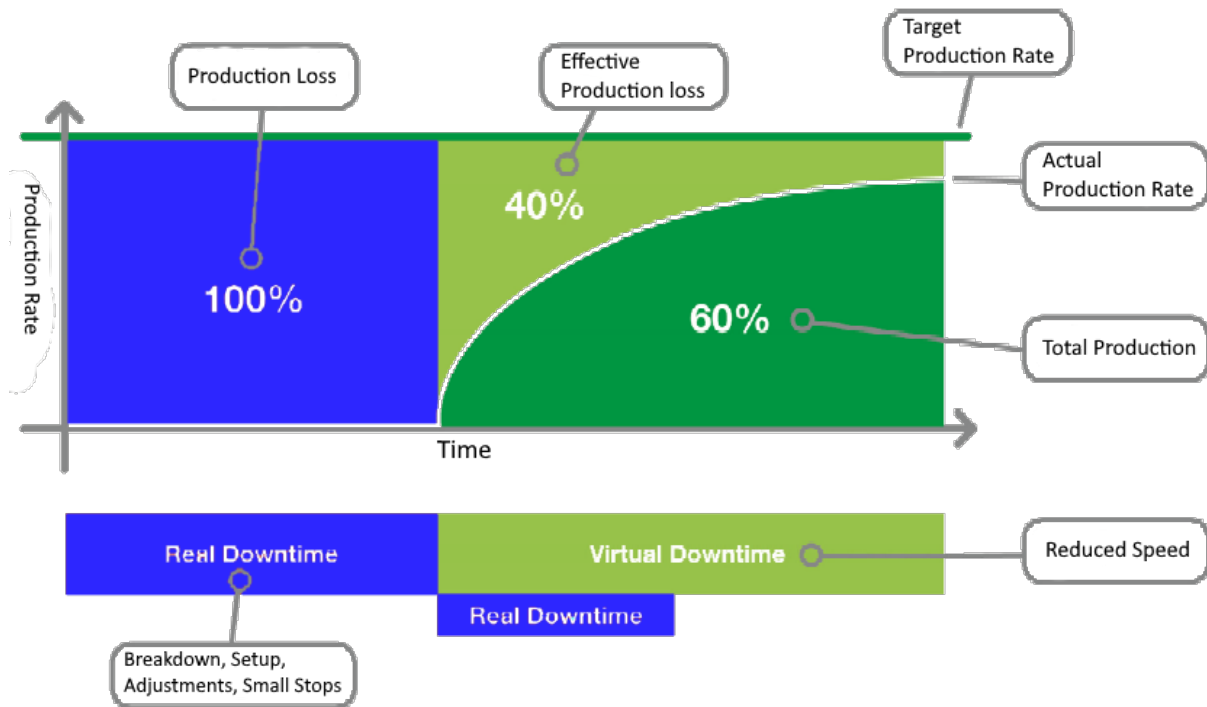 Target
Production Rate
Production Loss
Effective
Production loss
Actual
Production Rate
Production Rate
40%
100%
60%
Total Production
Time
Real Downtime
Virtual Downtime
Reduced Speed
Real Downtime
Breakdown, Setup,
Adjustments, Small Stops